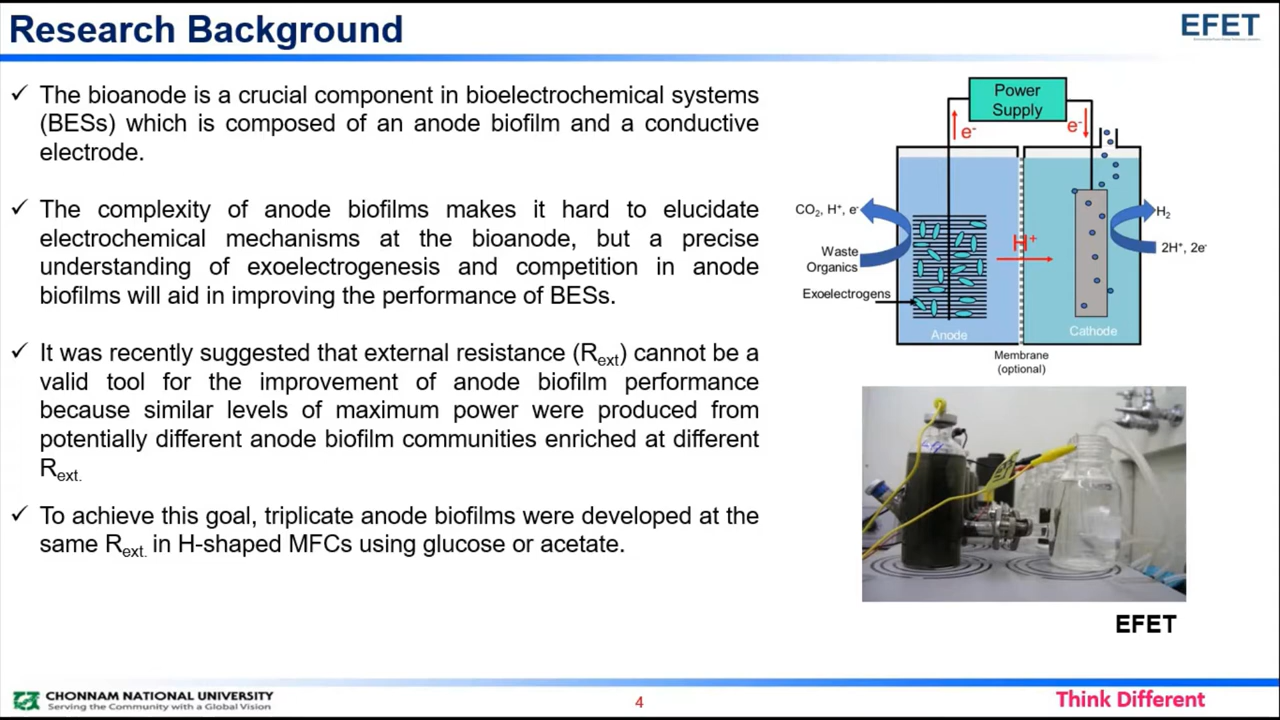 Research Background
EFET
✓ The bioanode is a crucial component in bioelectrochemical systems
(BESs) which is composed of an anode biofilm and a conductive
electrode.
✓ The complexity of anode biofilms makes it hard to elucidate
electrochemical mechanisms at the bioanode, but a precise
understanding of exoelectrogenesis and competition in anode
biofilms will aid in improving the performance of BESs.
✓ It was recently suggested that external resistance (Rext) cannot be a
valid tool for the improvement of anode biofilm performance
because similar levels of maximum power were produced from
potentially different anode biofilm communities enriched at different
Rext.
✓ To achieve this goal, triplicate anode biofilms were developed at the
same Rext. in H-shaped MFCs using glucose or acetate.
Power
Supply
e- e-
CO2, H+, e-
H2
H+
Waste
Organics
2H+, 2e-
Exoelectrogens
Anode
Cathode
Membrane
(optional)
EFET
CHONNAM NATIONAL UNIVERSITY
Serving the Community with a Global Vision
4
Think Different